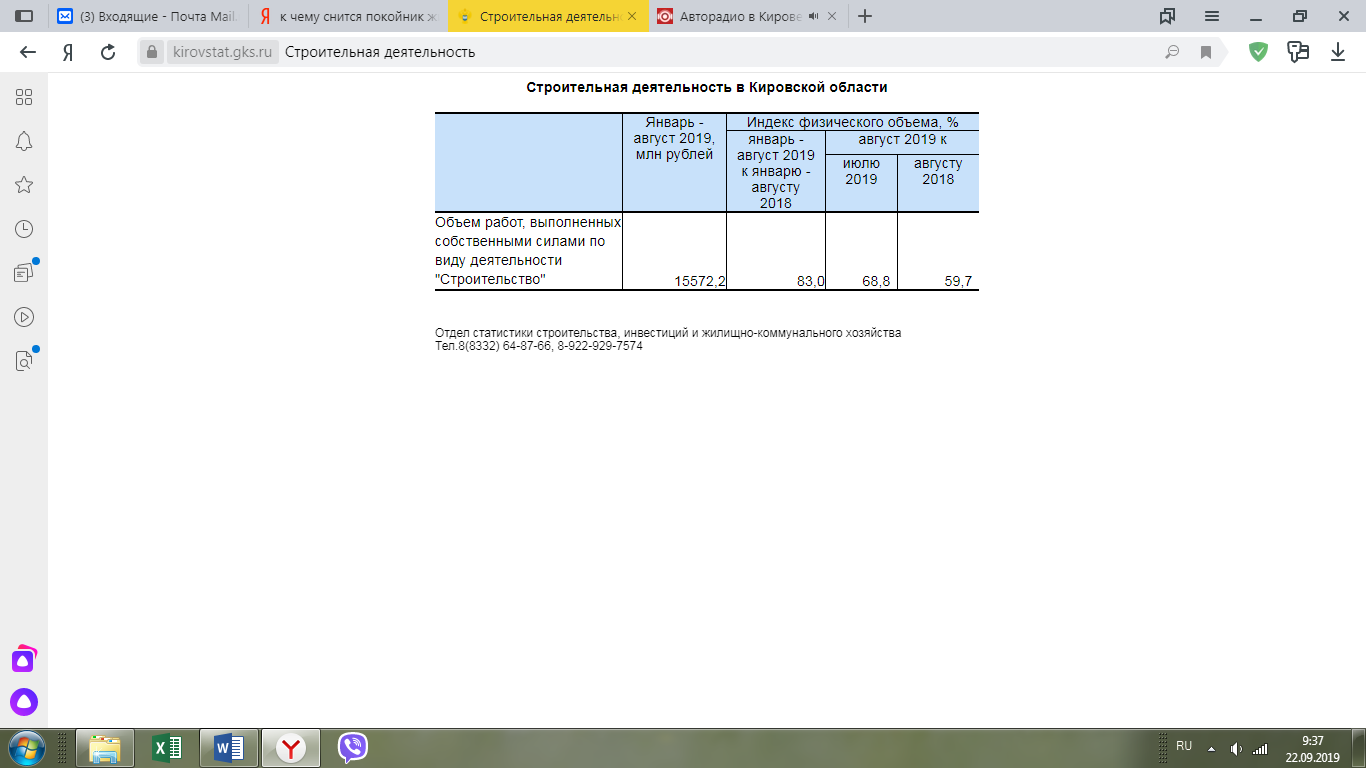 (3) Входящие - Почта Mail.
Я к чему снится покойник ж
Строительная деятельн
Авторадио в Кирове
Я kirovstat.gks.ru Строительная деятельность
Строительная деятельность в Кировской области
Январь -
август 2019,
млн рублей
Индекс физического объема, %
январь -
август 2019
к январю -
августу
2018
август 2019 к
июлю
2019
августу
2018
Объем работ, выполненных
собственными силами по
виду деятельности
"Строительство" 15572,2 83,0 68,8 59,7
Отдел статистики строительства, инвестиций и жилищно-коммунального хозяйства
Тел.8(8332) 64-87-66, 8-922-929-7574
RU
9:37
22.09.2019